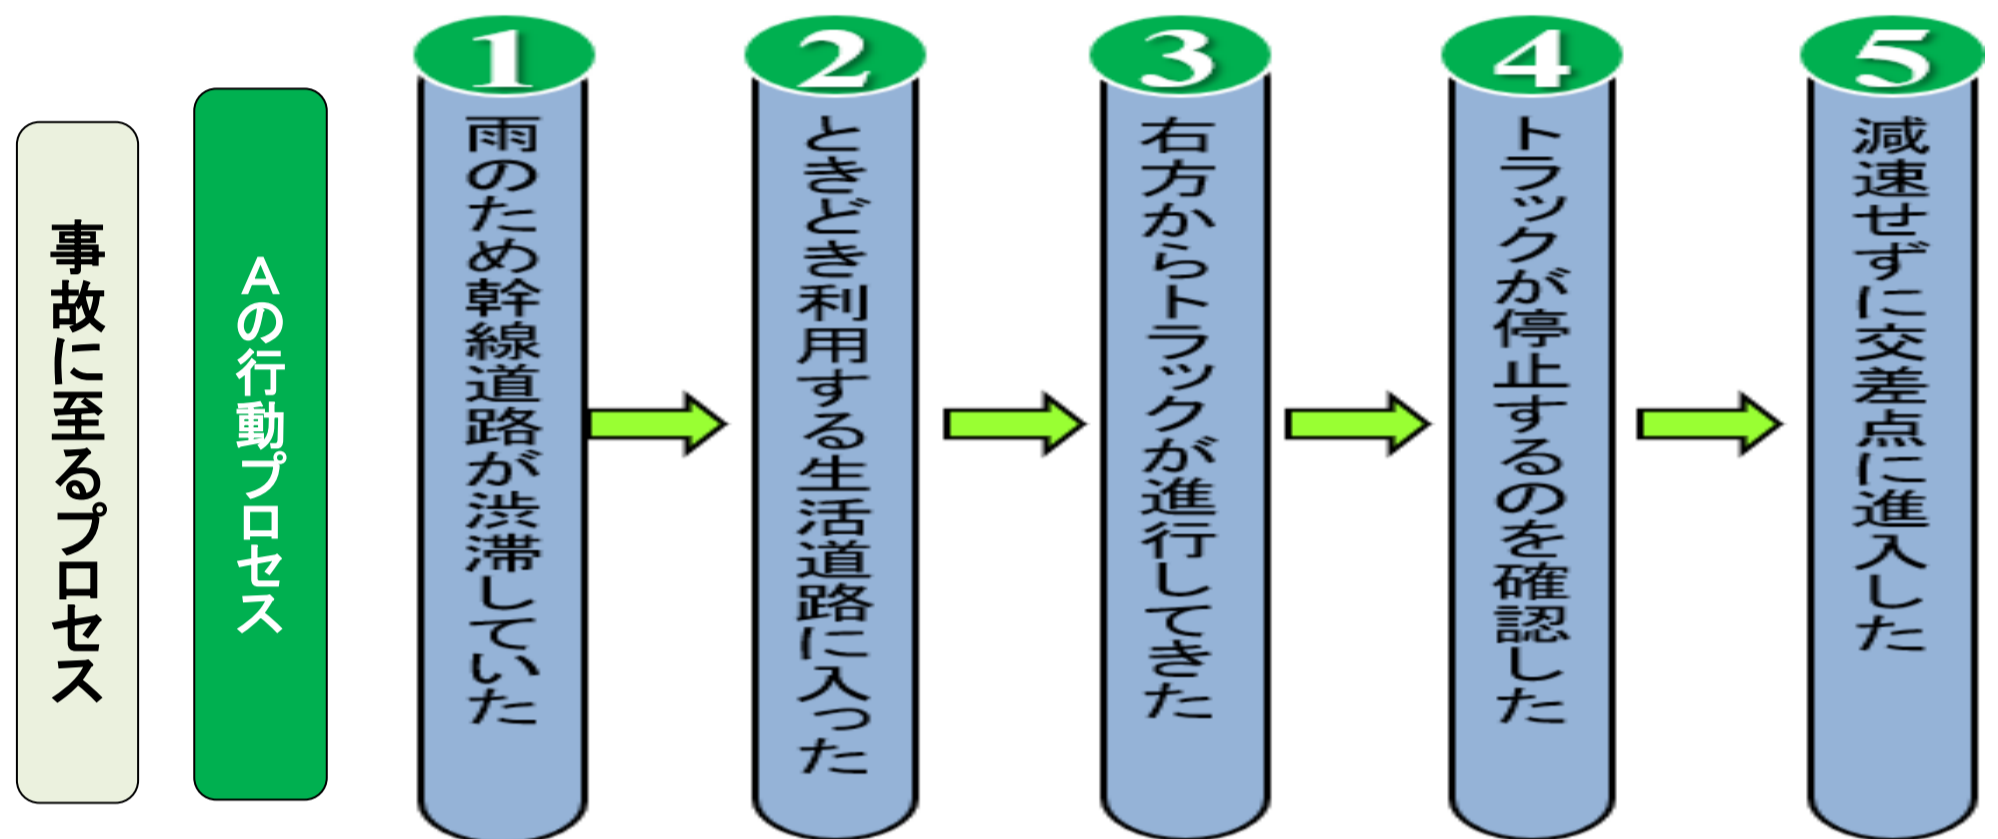 事故に至るプロセス
Aの行動プロセス
1
雨のため幹線道路が渋滞していた
2
ときどき利用する生活道路に入った
3
右方からトラックが進行してきた
4
トラックが停止するのを確認した
5
減速せずに交差点に進入した